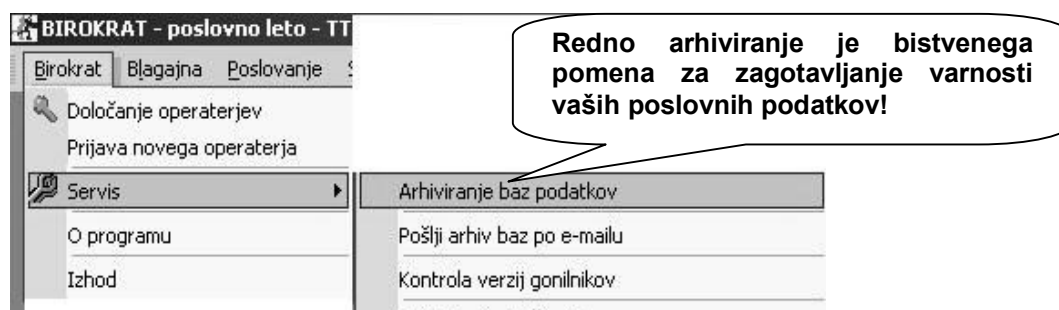 BIROKRAT - poslovno leto - TT
Birokrat Blagajna Poslovanje
Določanje operaterjev
Prijava novega operaterja
Servis
O programu
Izhod
Arhiviranje baz podatkov
Pošlji arhiv baz po e-mailu
Kontrola verzij gonilnikov
Redno arhiviranje je bistvenega
pomena za zagotavljanje varnosti
vaših poslovnih podatkov!